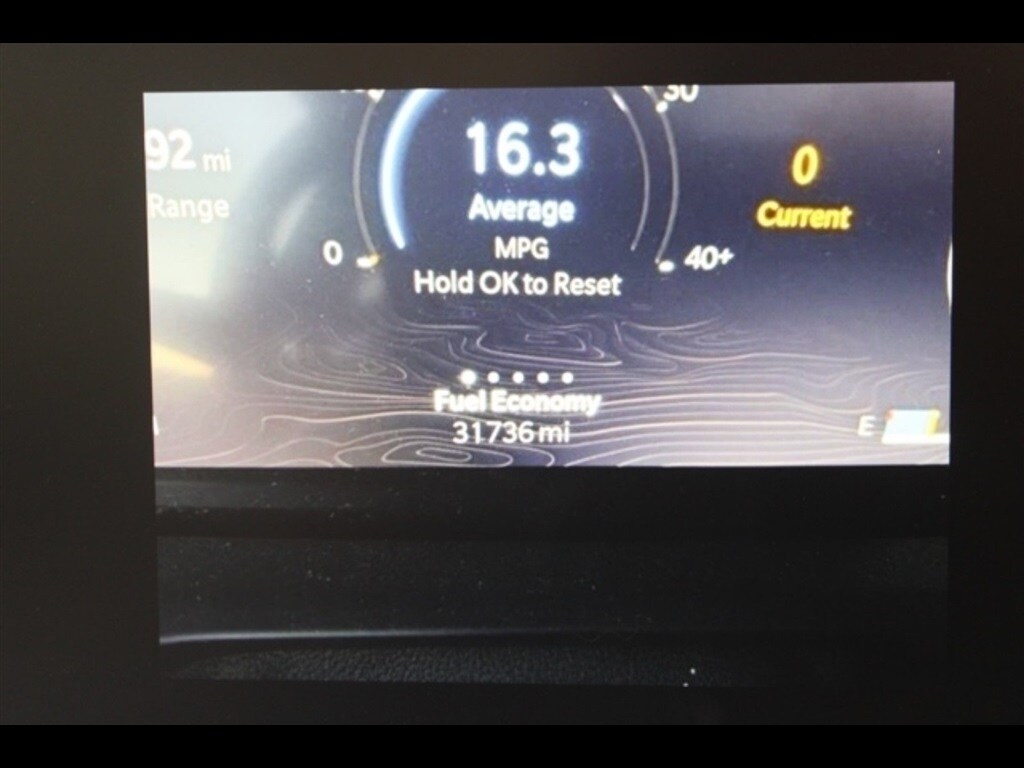 92 mi
Range
16.3
Average
MPG
Hold OK to Reset
0
40+
0
Current
Fuel Economy
31736 mi
E